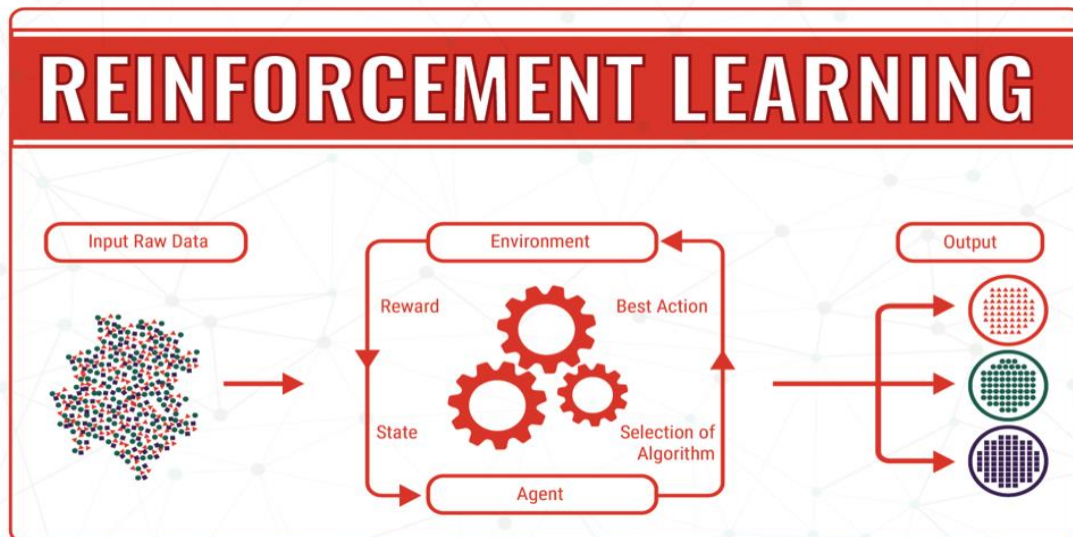 REINFORCEMENT LEARNING
Input Raw Data
Environment
Output
Reward
Best Action
State
Selection of
Algorithm
Agent